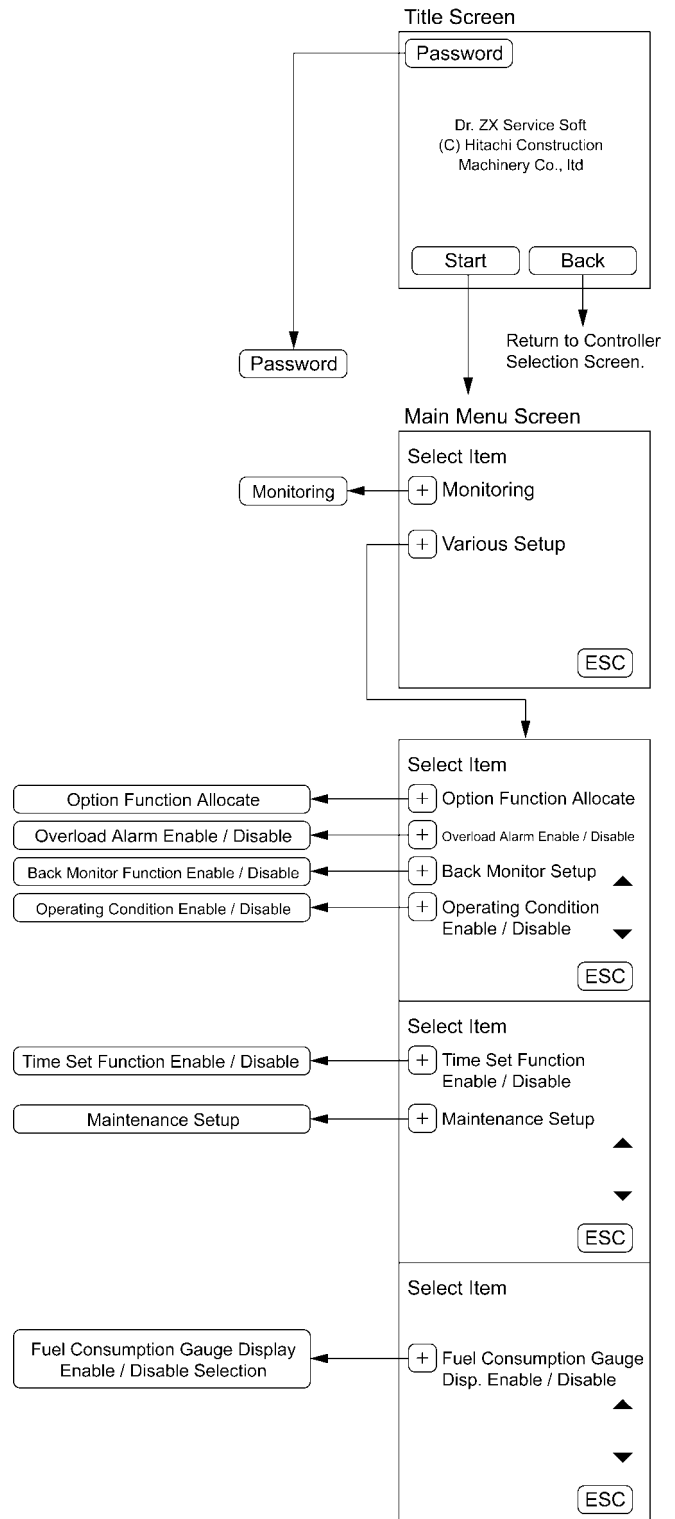 Title Screen
Password
Dr. ZX Service Soft
(C) Hitachi Construction
Machinery Co., ltd
Start
Back
Return to Controller
Selection Screen.
Password
Main Menu Screen
Select Item
Monitoring
+ Monitoring
+ Various Setup
ESC
Select Item
Option Function Allocate
+ Option Function Allocate
Overload Alarm Enable / Disable
+ Overload Alarm Enable / Disable
Back Monitor Function Enable / Disable
+ Back Monitor Setup
Operating Condition Enable / Disable
+ Operating Condition
Enable / Disable
ESC
Select Item
Time Set Function Enable / Disable
+ Time Set Function
Enable / Disable
Maintenance Setup
+ Maintenance Setup
ESC
Select Item
Fuel Consumption Gauge Display
Enable / Disable Selection
+ Fuel Consumption Gauge
Disp. Enable / Disable
ESC